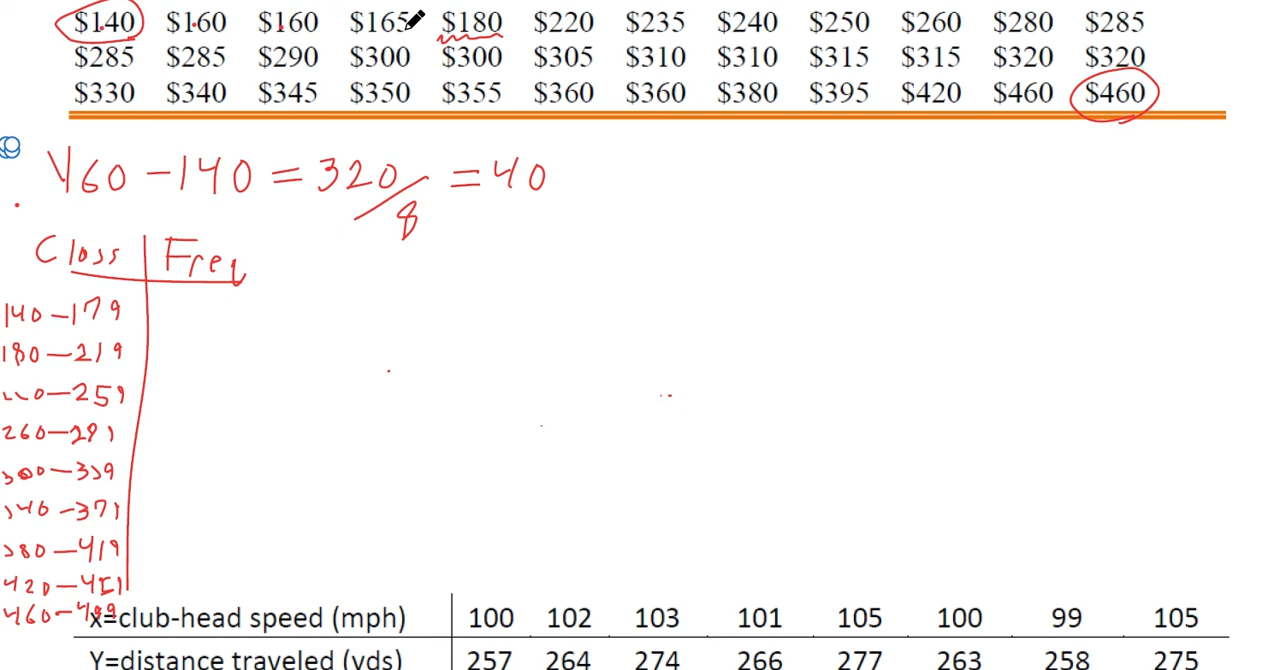 $140 $160 $160 $165 $180 $220 $235 $240 $250 $260 $280 $285
$285 $285 $290 $300 $300 $305 $310 $310 $315 $315 $320 $320
$330 $340 $345 $350 $355 $360 $360 $380 $395 $420 $460 $460
460 - 140 = 320/8 = 40
Class Freq
140-179
180-219
220-259
260-299
300-339
340-379
380-419
420-459
460-499
x=club-head speed (mph) 100 102 103 101 105 100 99 105
Y=distance traveled (yds) 257 264 274 266 277 263 258 275